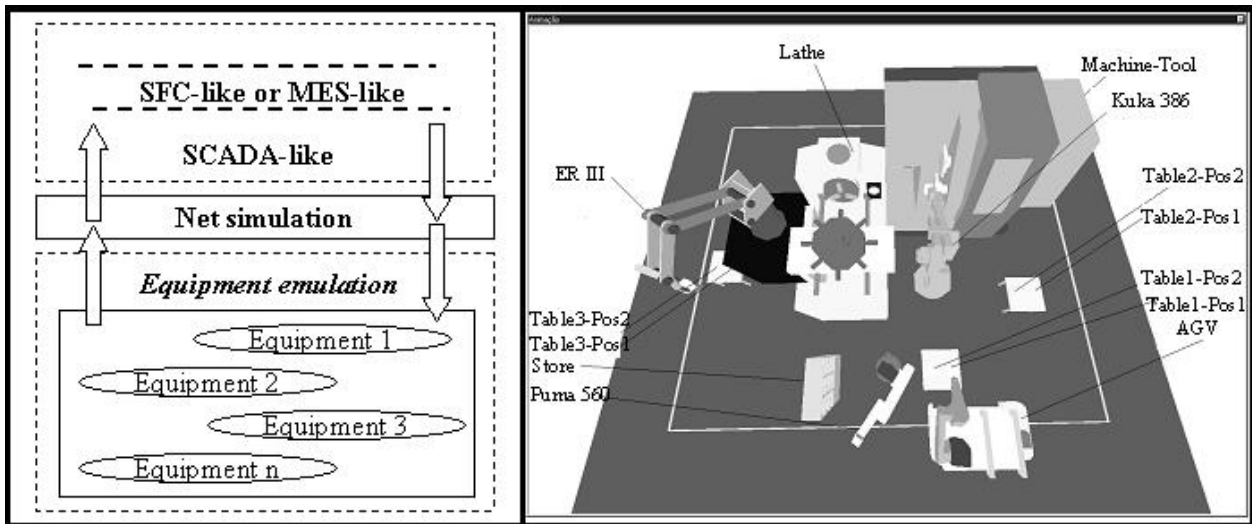 SFC-like or MES-like
SCADA-like
Net simulation
Equipment emulation
Equipment 1
Equipment 2
Equipment 3
Equipment n
Animação
Lathe
Machine-Tool
Kuka 386
ER III
Table2-Pos2
Table2-Pos1
Table1-Pos2
Table1-Pos1
AGV
Table3-Pos2
Table3-Pos1
Store
Puma 560